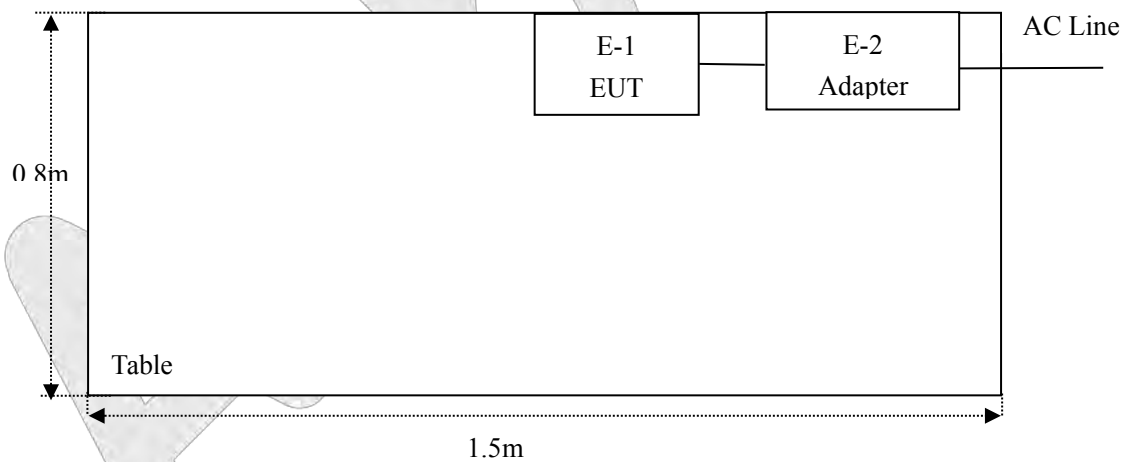 E-1
EUT
E-2
Adapter
AC Line
0.8m
Table
1.5m